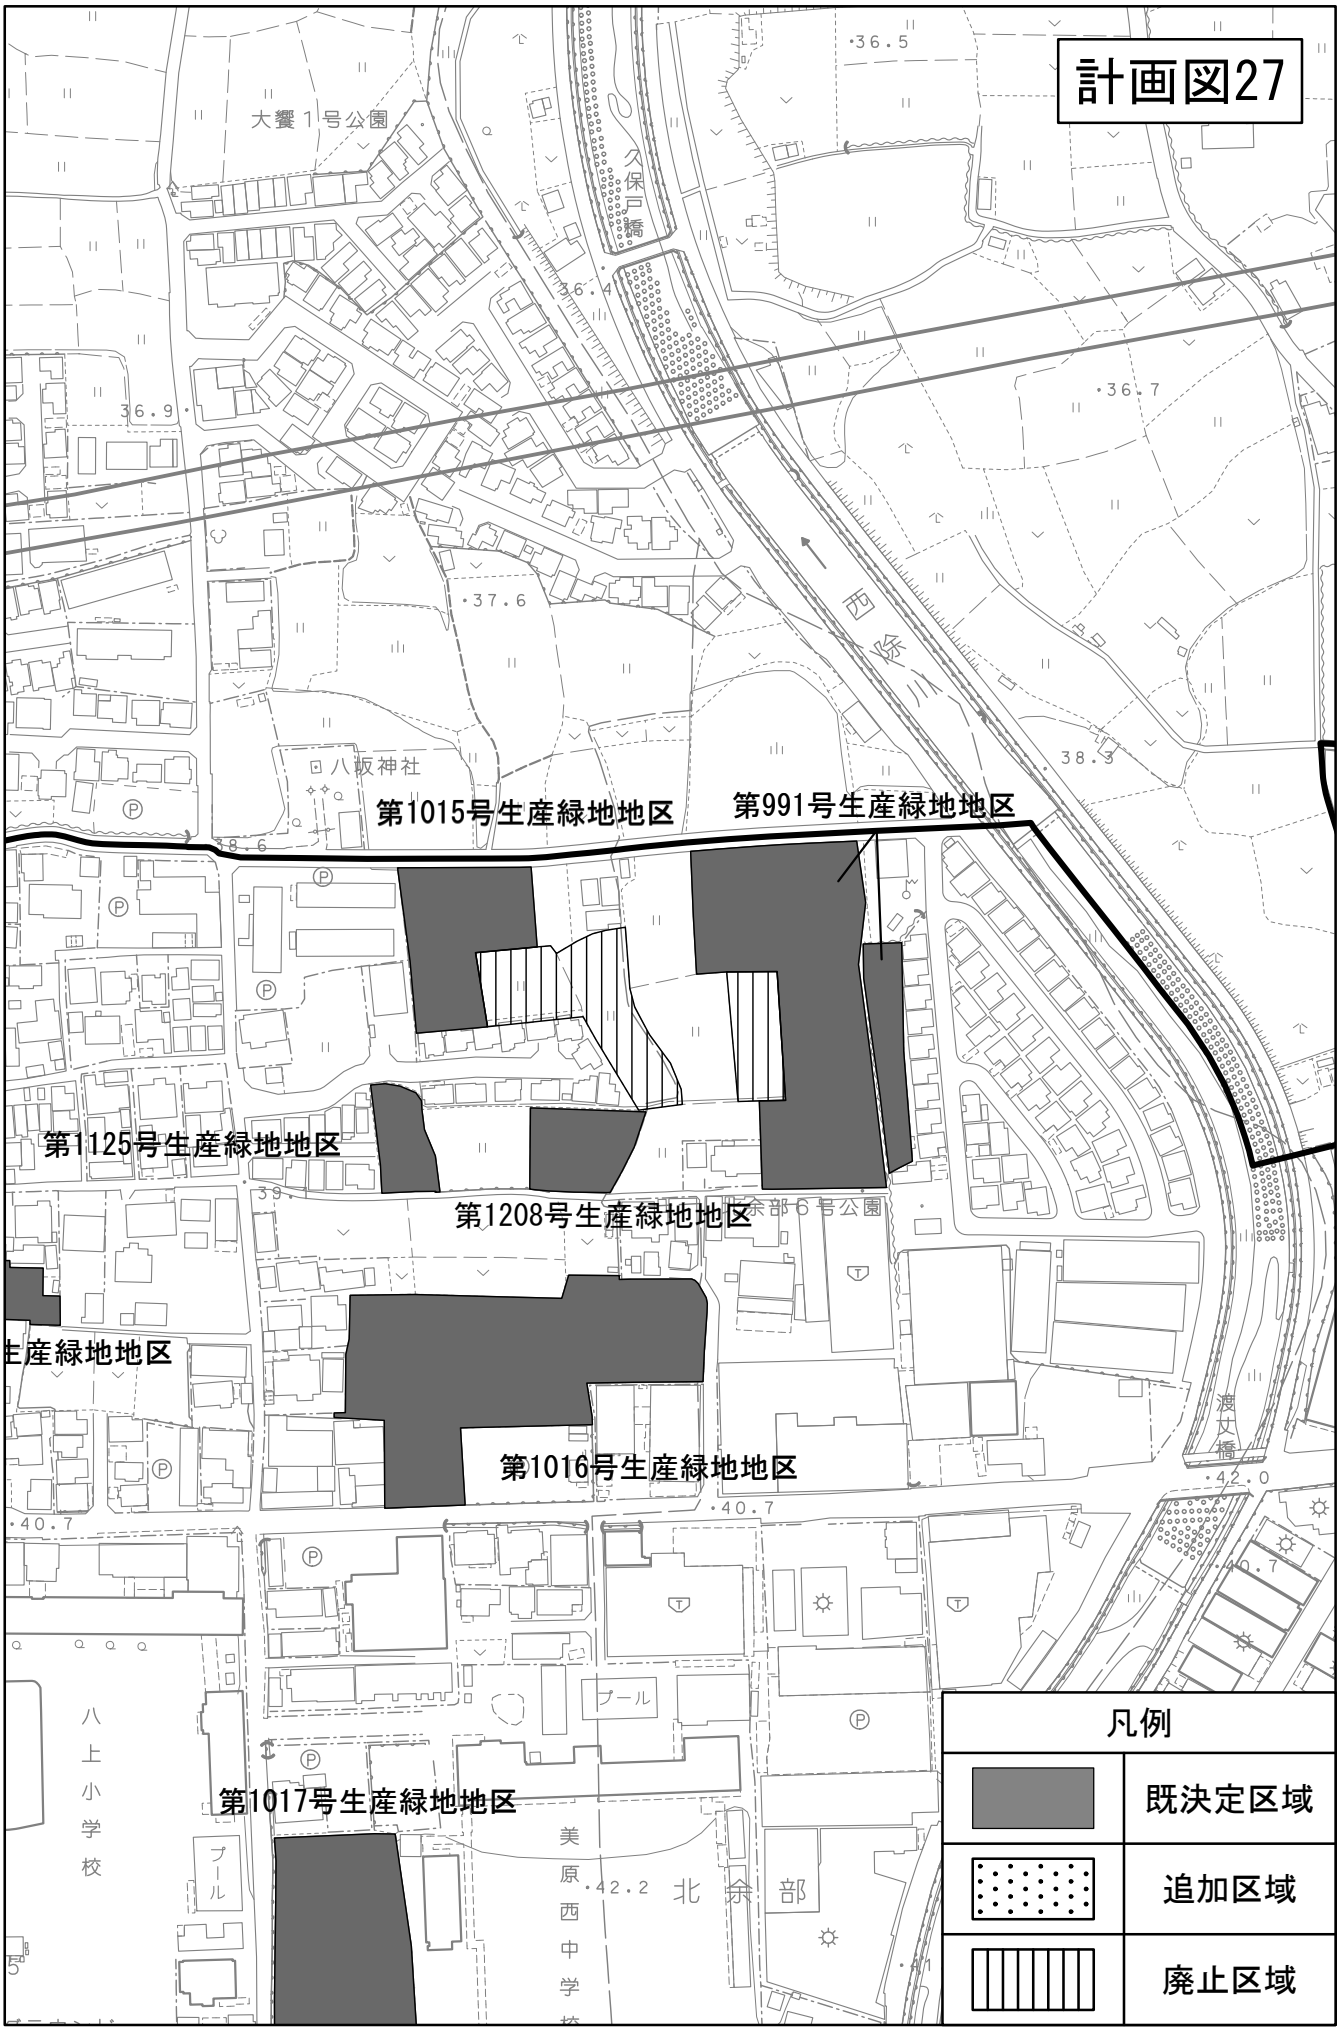 計画図27
・36.5
大饗1号公園
久保戸橋
36.4
36.9・
・36.7
・37.6
西除川
38.3
八坂神社
第1015号生産緑地地区
第991号生産緑地地区
38.6
P
P
P
P
第1125号生産緑地地区
39.
第1208号生産緑地地区
北余部6号公園
T
生産緑地地区
渡丈橋
第1016号生産緑地地区
P
・42.0
・40.7
・40.7
・40.7
P
T
T
プール
P
P
八上小学校
第1017号生産緑地地区
プール
美原西中学校
・42.2
北余部
凡例
既決定区域
追加区域
廃止区域